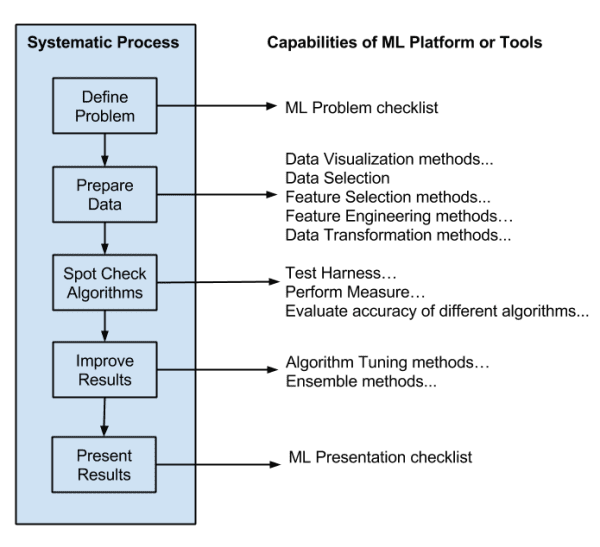 Systematic Process
Capabilities of ML Platform or Tools
Define
Problem
ML Problem checklist
Prepare
Data
Data Visualization methods...
Data Selection
Feature Selection methods...
Feature Engineering methods…
Data Transformation methods...
Spot Check
Algorithms
Test Harness…
Perform Measure…
Evaluate accuracy of different algorithms...
Improve
Results
Algorithm Tuning methods…
Ensemble methods...
Present
Results
ML Presentation checklist